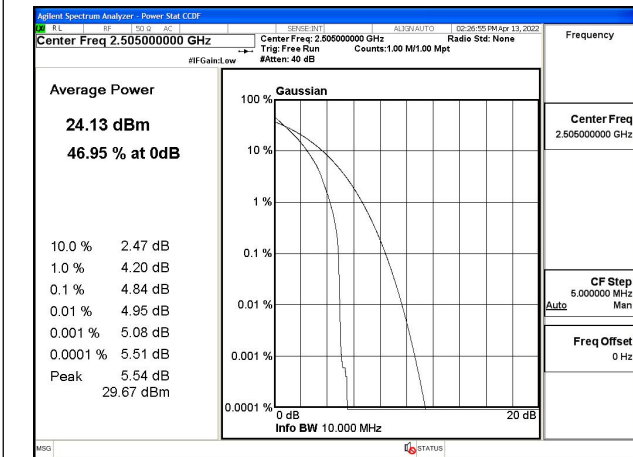 Agilent Spectrum Analyzer - Power Stat CCDF
RL RF 50 Ω AC SENSE:INT ALIGN AUTO 02:26:55 PM Apr 13, 2022
Center Freq 2.505000000 GHz
Center Freq: 2.505000000 GHz Radio Std: None
Trig: Free Run Counts:1.00 M/1.00 Mpt
#IFGain:Low #Atten: 40 dB
Frequency
Average Power
24.13 dBm
46.95 % at 0dB
10.0 % 2.47 dB
1.0 % 4.20 dB
0.1 % 4.84 dB
0.01 % 4.95 dB
0.001 % 5.08 dB
0.0001 % 5.51 dB
Peak 5.54 dB
29.67 dBm
Gaussian
100 %
10 %
1 %
0.1 %
0.01 %
0.001 %
0.0001 %
0 dB 20 dB
Info BW 10.000 MHz
Center Freq
2.505000000 GHz
CF Step
5.000000 MHz
Auto Man
Freq Offset
0 Hz
MSG STATUS